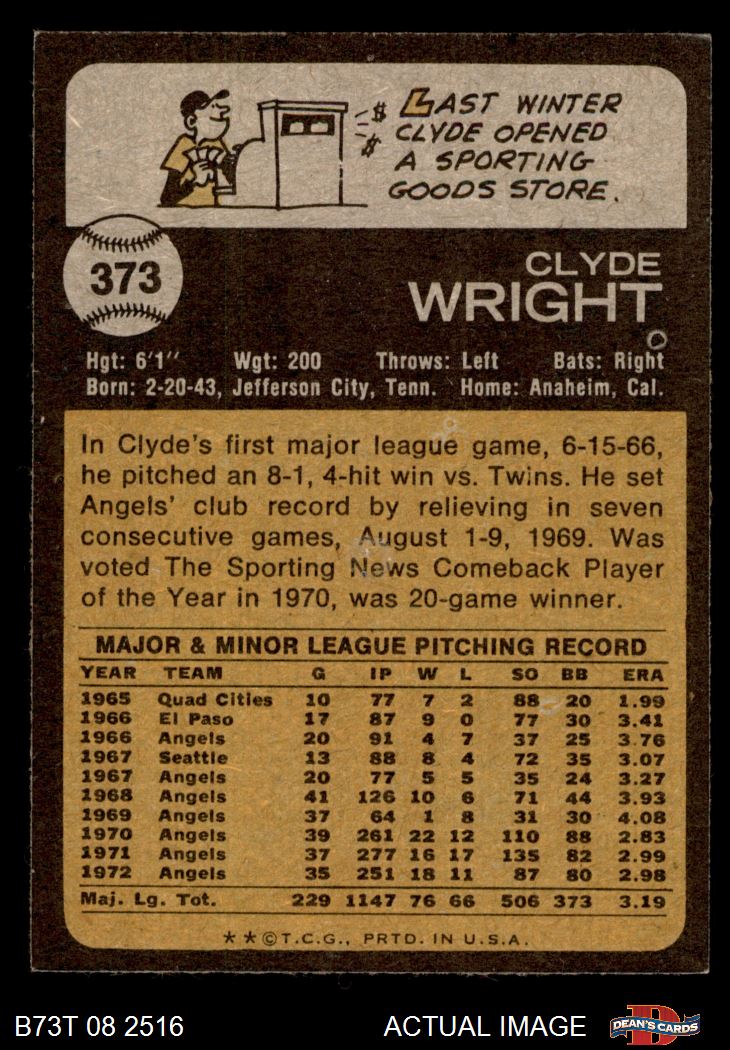 $ LAST WINTER
$ CLYDE OPENED
A SPORTING
GOODS STORE.
373
CLYDE
WRIGHT
Hgt: 6'1" Wgt: 200 Throws: Left Bats: Right
Born: 2-20-43, Jefferson City, Tenn. Home: Anaheim, Cal.
In Clyde's first major league game, 6-15-66,
he pitched an 8-1, 4-hit win vs. Twins. He set
Angels' club record by relieving in seven
consecutive games, August 1-9, 1969. Was
voted The Sporting News Comeback Player
of the Year in 1970, was 20-game winner.
MAJOR & MINOR LEAGUE PITCHING RECORD
YEAR TEAM G IP W L SO BB ERA
1965 Quad Cities 10 77 7 2 88 20 1.99
1966 El Paso 17 87 9 0 77 30 3.41
1966 Angels 20 91 4 7 37 25 3.76
1967 Seattle 13 88 8 4 72 35 3.07
1967 Angels 20 77 5 5 35 24 3.27
1968 Angels 41 126 10 6 71 44 3.93
1969 Angels 37 64 1 8 31 30 4.08
1970 Angels 39 261 22 12 110 88 2.83
1971 Angels 37 277 16 17 135 82 2.99
1972 Angels 35 251 18 11 87 80 2.98
Maj. Lg. Tot. 229 1147 76 66 506 373 3.19
**©T.C.G., PRTD. IN U.S.A.
B73T 08 2516 ACTUAL IMAGE D DEAN'S CARDS